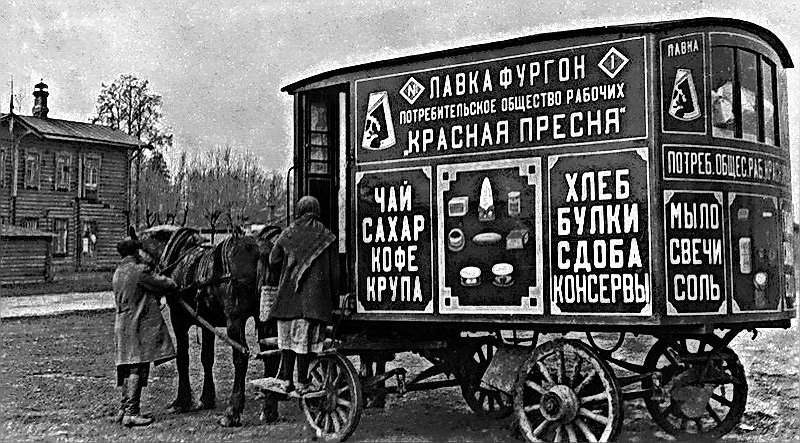 № ЛАВКА ФУРГОН 1
ПОТРЕБИТЕЛЬСКОЕ ОБЩЕСТВО РАБОЧИХ
„КРАСНАЯ ПРЕСНЯ"
ЧАЙ
САХАР
КОФЕ
КРУПА
ХЛЕБ
БУЛКИ
СДОБА
КОНСЕРВЫ
ЛАВКА
ПОТРЕБ. ОБЩЕС. РАБ.
МЫЛО
СВЕЧИ
СОЛЬ